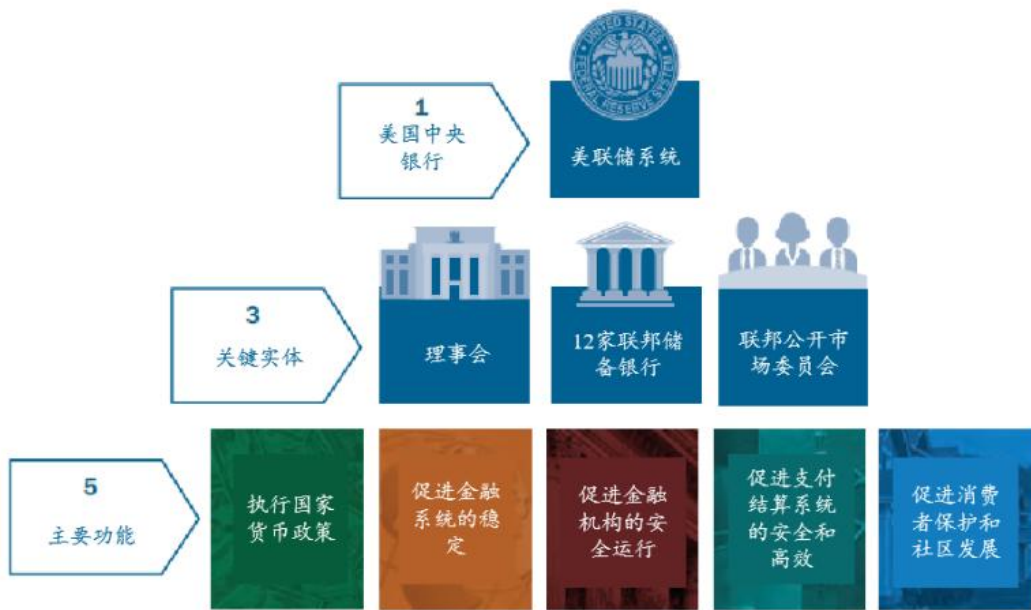 UNITED STATES
FEDERAL RESERVE SYSTEM
1
美国中央
银行
美联储系统
3
关键实体
理事会
12家联邦储
备银行
联邦公开市
场委员会
5
主要功能
执行国家
货币政策
促进金融
系统的稳
定
促进金融
机构的安
全运行
促进支付
结算系统
的安全和
高效
促进消费
者保护和
社区发展